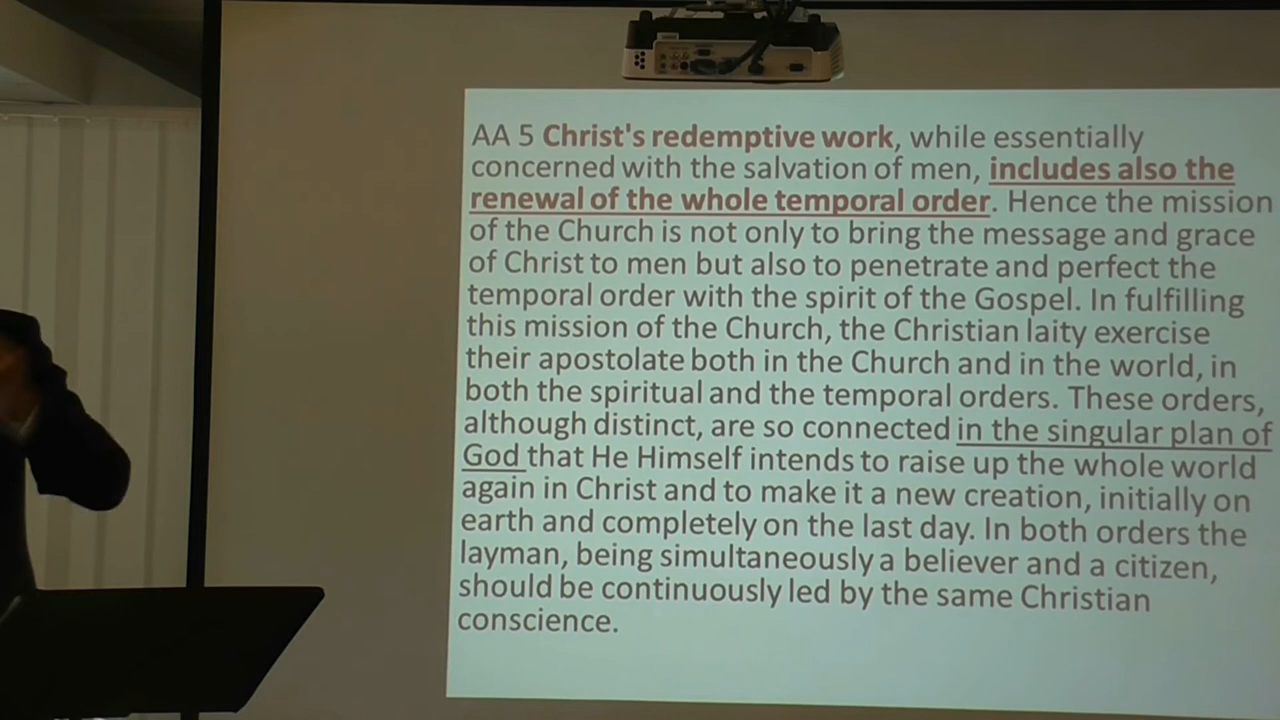 AA 5 Christ's redemptive work, while essentially
concerned with the salvation of men, includes also the
renewal of the whole temporal order. Hence the mission
of the Church is not only to bring the message and grace
of Christ to men but also to penetrate and perfect the
temporal order with the spirit of the Gospel. In fulfilling
this mission of the Church, the Christian laity exercise
their apostolate both in the Church and in the world, in
both the spiritual and the temporal orders. These orders,
although distinct, are so connected in the singular plan of
God that He Himself intends to raise up the whole world
again in Christ and to make it a new creation, initially on
earth and completely on the last day. In both orders the
layman, being simultaneously a believer and a citizen,
should be continuously led by the same Christian
conscience.